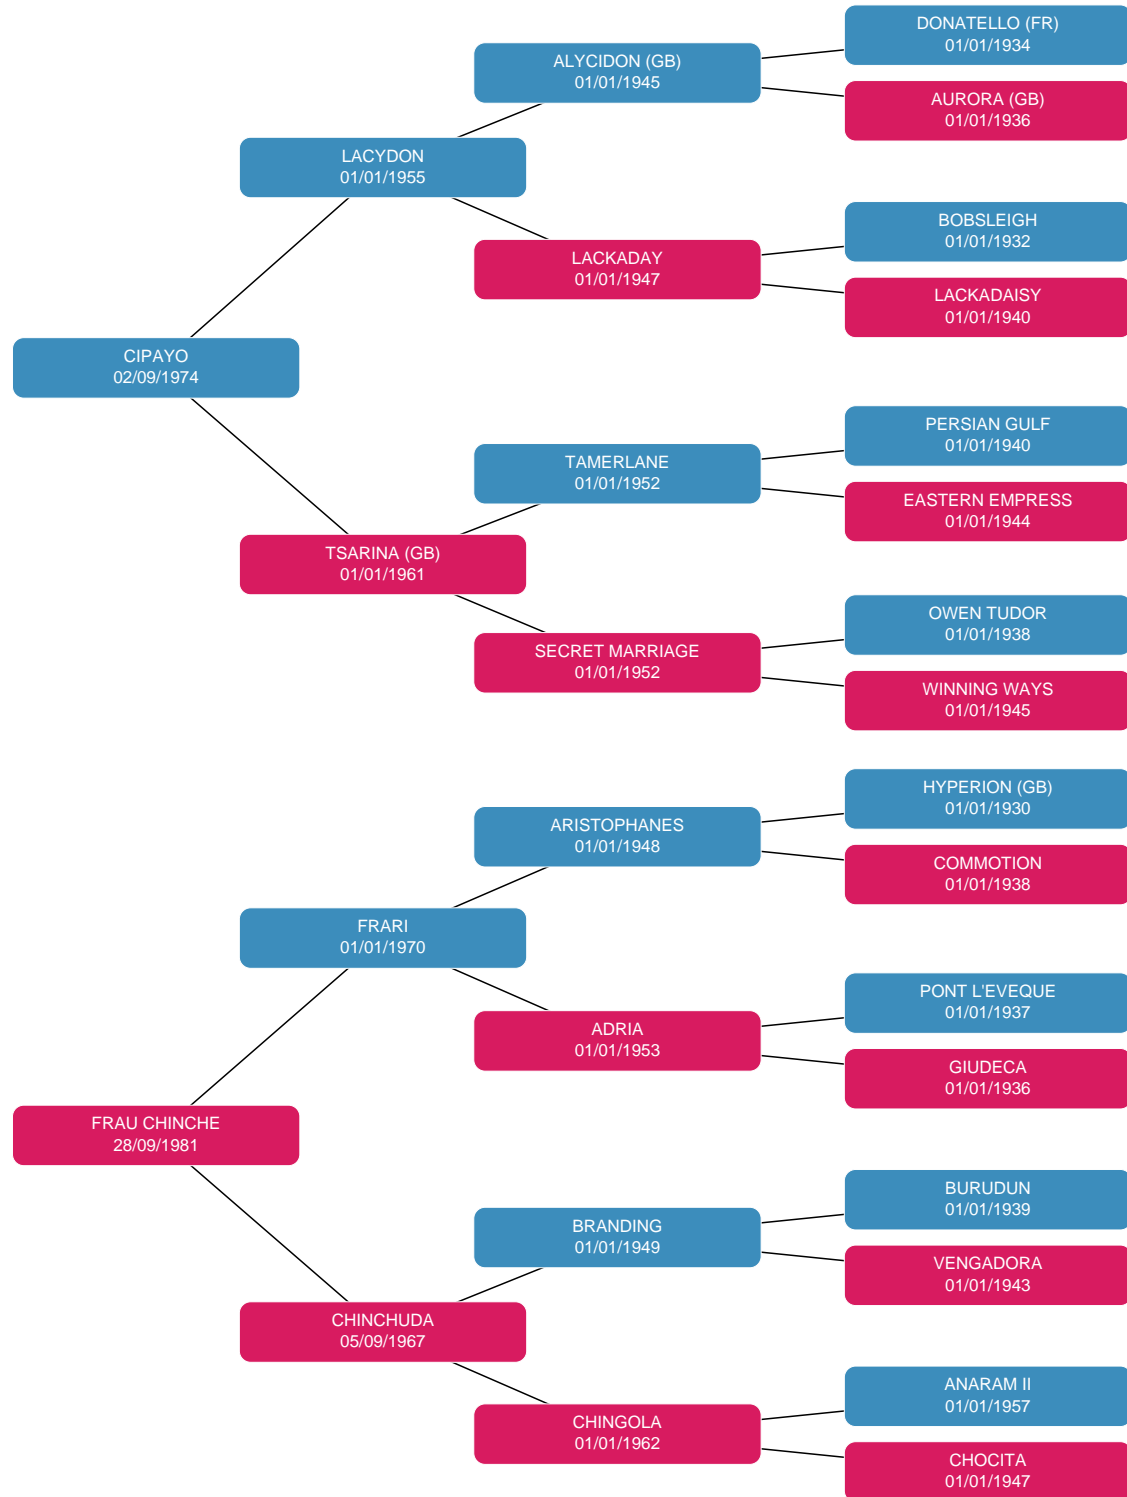 DONATELLO (FR)
01/01/1934
ALYCIDON (GB)
01/01/1945
AURORA (GB)
01/01/1936
LACYDON
01/01/1955
BOBSLEIGH
01/01/1932
LACKADAY
01/01/1947
LACKADAISY
01/01/1940
CIPAYO
02/09/1974
PERSIAN GULF
01/01/1940
TAMERLANE
01/01/1952
EASTERN EMPRESS
01/01/1944
TSARINA (GB)
01/01/1961
OWEN TUDOR
01/01/1938
SECRET MARRIAGE
01/01/1952
WINNING WAYS
01/01/1945
HYPERION (GB)
01/01/1930
ARISTOPHANES
01/01/1948
COMMOTION
01/01/1938
FRARI
01/01/1970
PONT L'EVEQUE
01/01/1937
ADRIA
01/01/1953
GIUDECA
01/01/1936
FRAU CHINCHE
28/09/1981
BURUDUN
01/01/1939
BRANDING
01/01/1949
VENGADORA
01/01/1943
CHINCHUDA
05/09/1967
ANARAM II
01/01/1957
CHINGOLA
01/01/1962
CHOCITA
01/01/1947